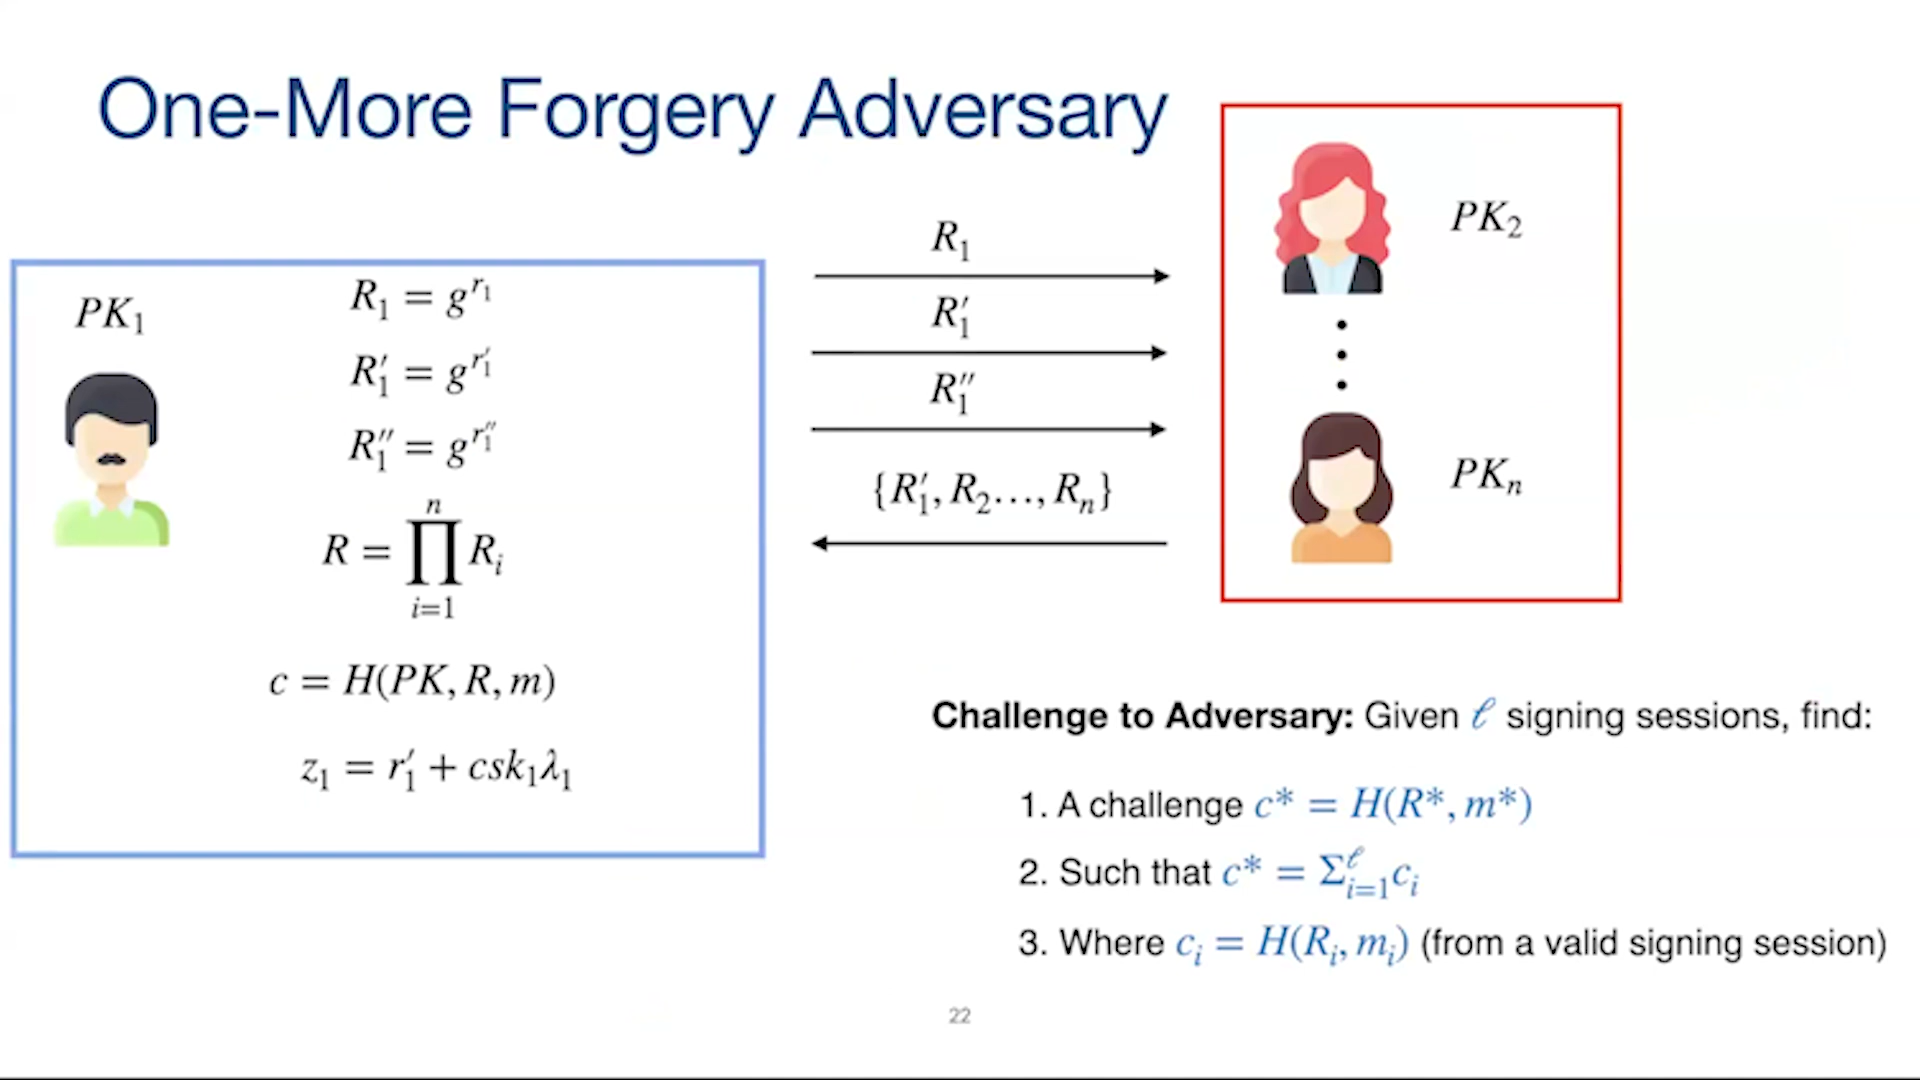 One-More Forgery Adversary
PK₁
R₁ = g^{r₁}
R′₁ = g^{r′₁}
R″₁ = g^{r″₁}
R = ∏_{i=1}^{n} R_i
c = H(PK, R, m)
z₁ = r′₁ + csk₁λ₁
R₁
R′₁
R″₁
{R′₁, R₂…, R_n}
PK₂
PK_n
Challenge to Adversary: Given ℓ signing sessions, find:
1. A challenge c* = H(R*, m*)
2. Such that c* = Σ_{i=1}^{ℓ} c_i
3. Where c_i = H(R_i, m_i) (from a valid signing session)
22